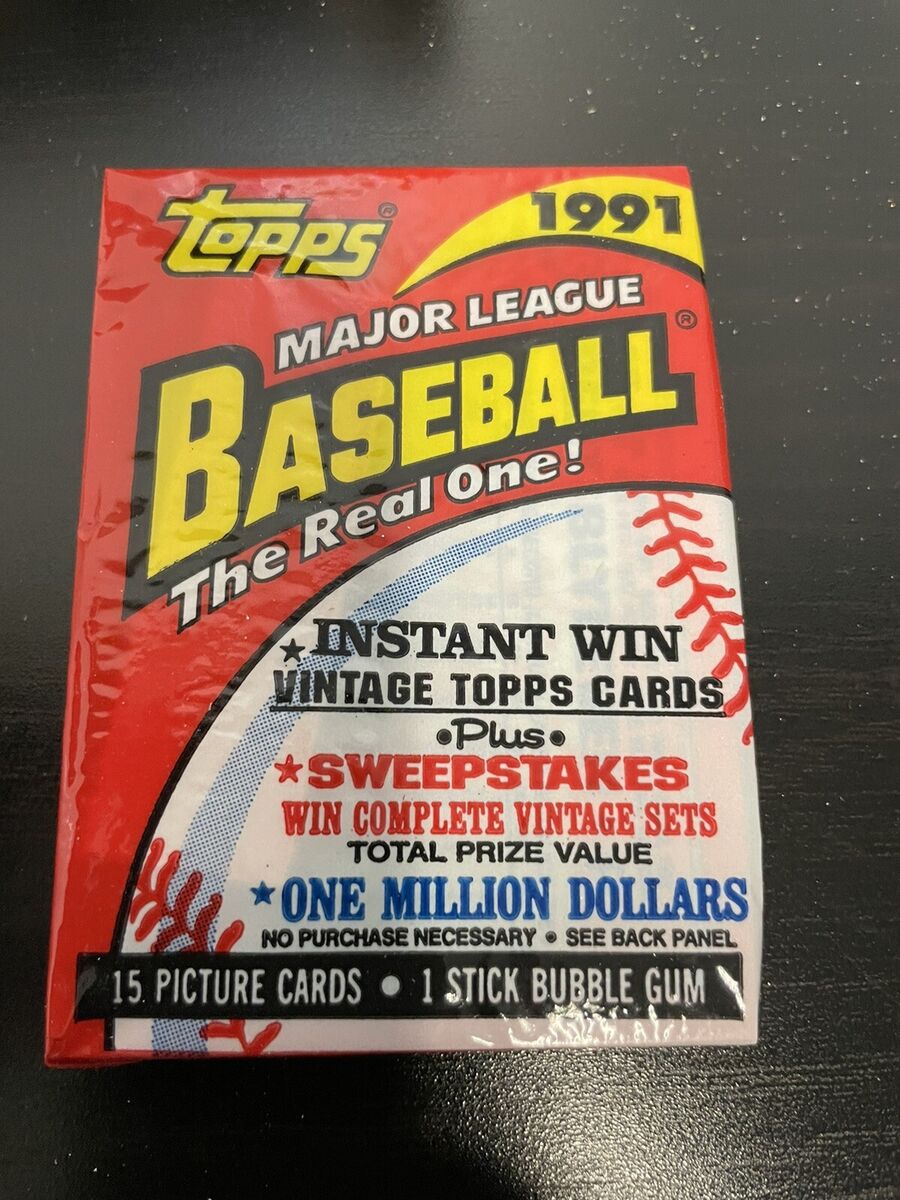 TOPPS®
1991
MAJOR LEAGUE
BASEBALL®
The Real One!
★INSTANT WIN
VINTAGE TOPPS CARDS
•Plus•
★SWEEPSTAKES
WIN COMPLETE VINTAGE SETS
TOTAL PRIZE VALUE
★ONE MILLION DOLLARS
NO PURCHASE NECESSARY • SEE BACK PANEL
15 PICTURE CARDS • 1 STICK BUBBLE GUM